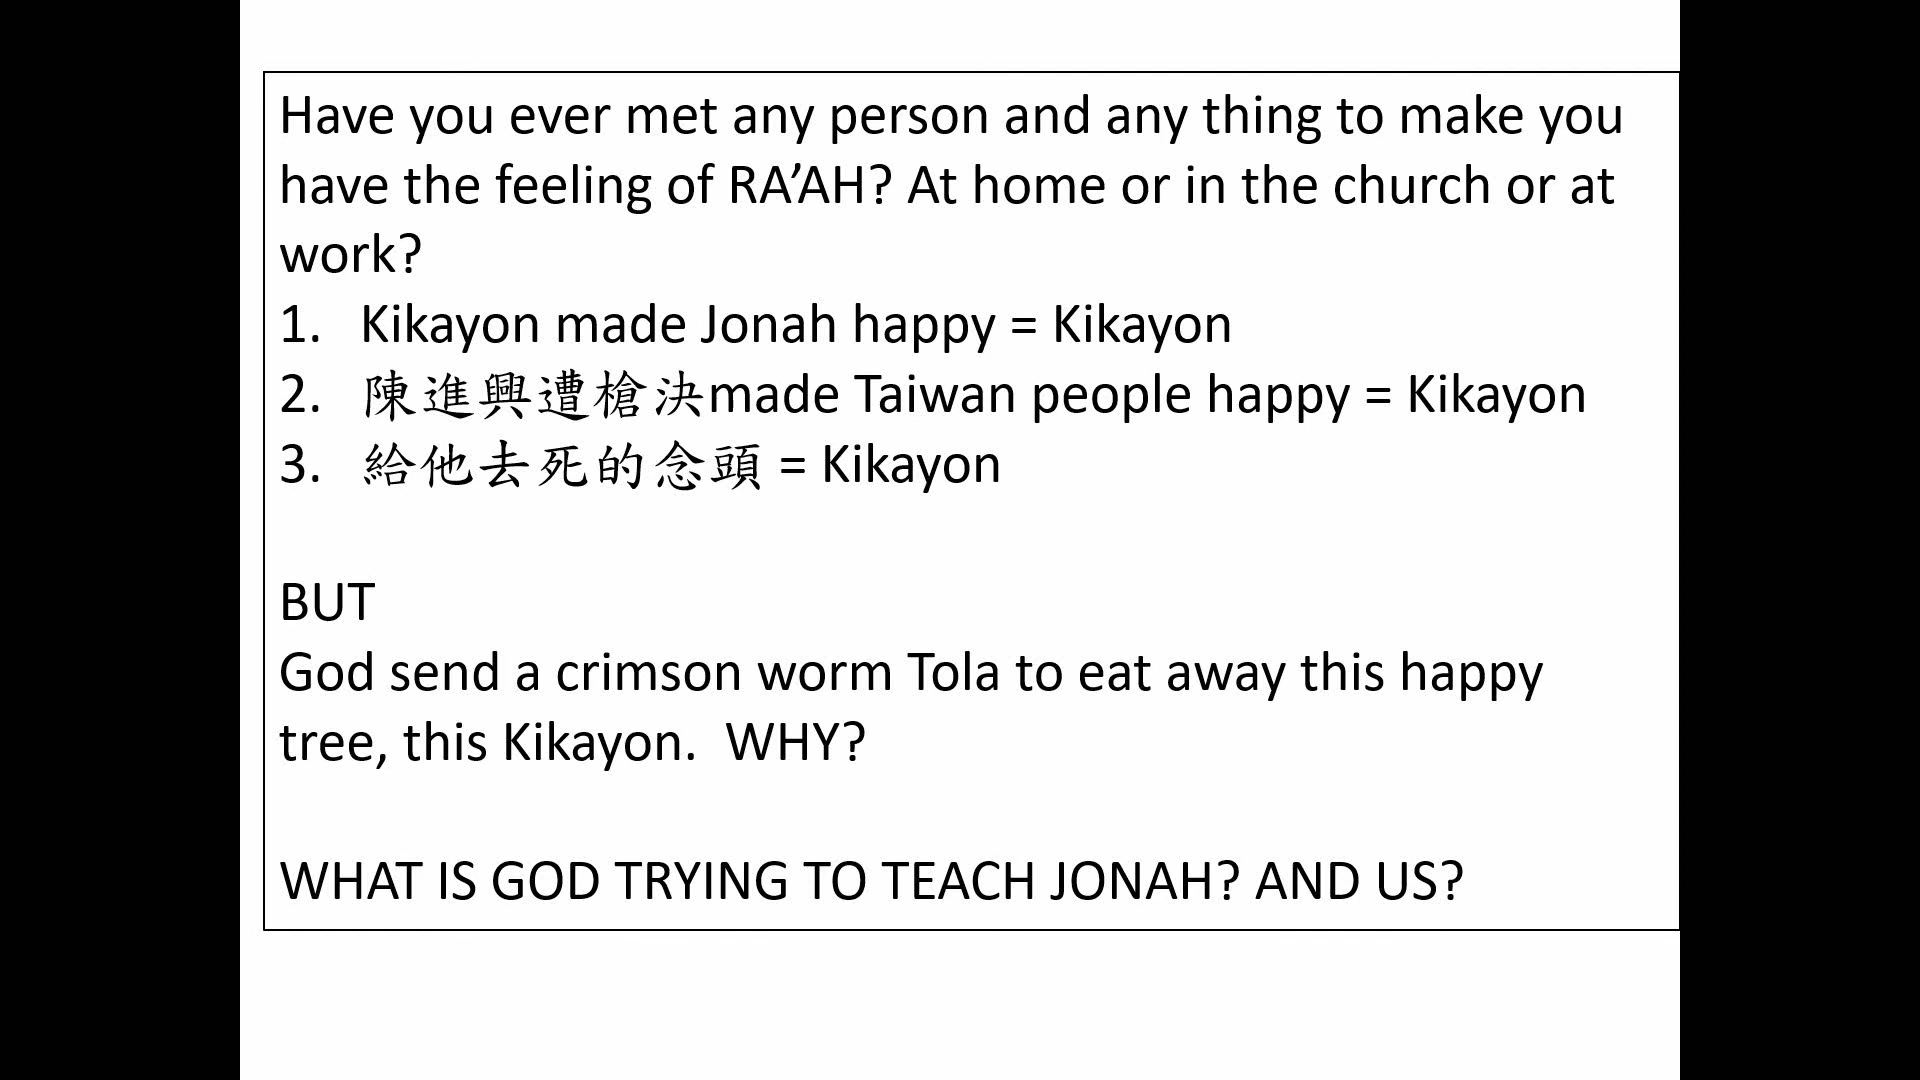 Have you ever met any person and any thing to make you
have the feeling of RA’AH? At home or in the church or at
work?
1. Kikayon made Jonah happy = Kikayon
2. 陳進興遭槍決made Taiwan people happy = Kikayon
3. 給他去死的念頭 = Kikayon
BUT
God send a crimson worm Tola to eat away this happy
tree, this Kikayon. WHY?
WHAT IS GOD TRYING TO TEACH JONAH? AND US?